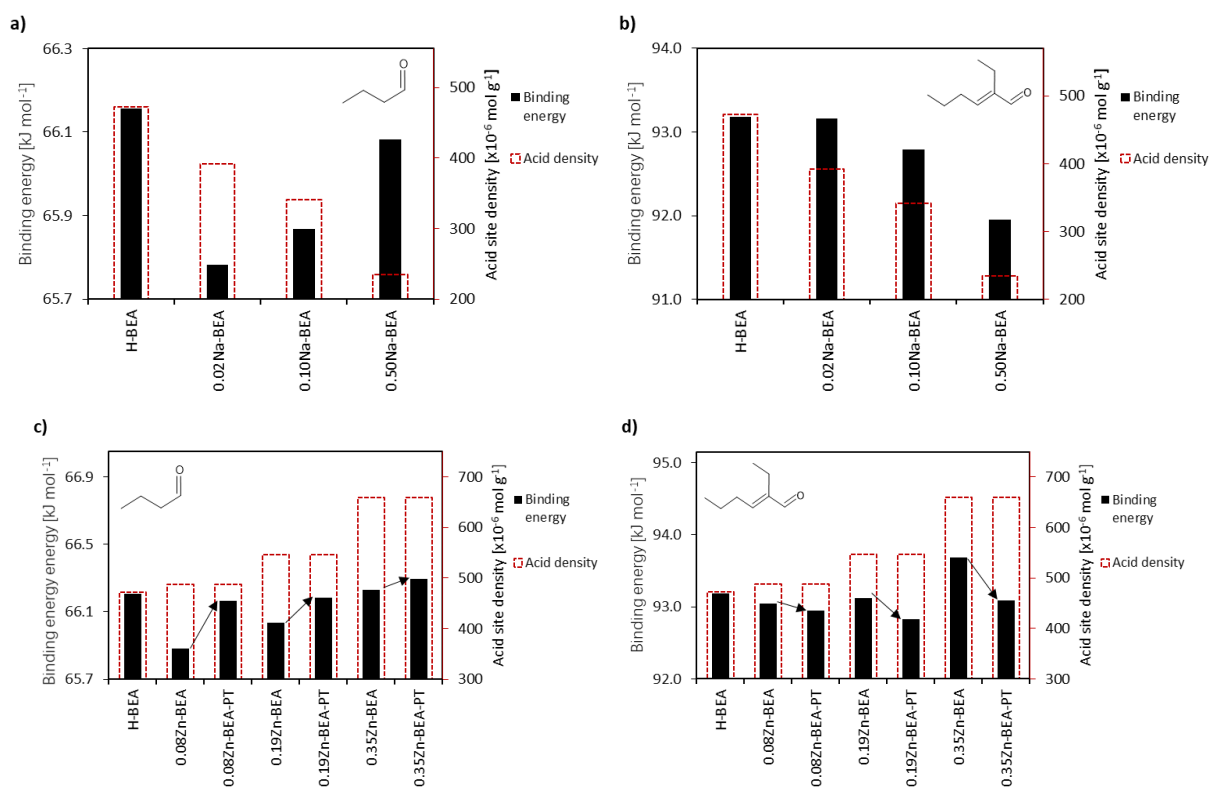 a)
66.3
66.1
65.9
65.7
Binding energy [kJ mol⁻¹]
O
500
400
300
200
Acid site density [x10⁻⁶ mol g⁻¹]
Binding
energy
Acid density
H-BEA
0.02Na-BEA
0.10Na-BEA
0.50Na-BEA
b)
94.0
93.0
92.0
91.0
Binding energy [kJ mol⁻¹]
O
500
400
300
200
Acid site density [x10⁻⁶ mol g⁻¹]
Binding
energy
Acid density
H-BEA
0.02Na-BEA
0.10Na-BEA
0.50Na-BEA
c)
66.9
66.5
66.1
65.7
Binding energy energy [kJ mol⁻¹]
O
700
600
500
400
300
Acid site density [x10⁻⁶ mol g⁻¹]
Binding
energy
Acid density
H-BEA
0.08Zn-BEA
0.08Zn-BEA-PT
0.19Zn-BEA
0.19Zn-BEA-PT
0.35Zn-BEA
0.35Zn-BEA-PT
d)
95.0
94.0
93.0
92.0
Binding energy [kJ mol⁻¹]
O
700
600
500
400
300
Acid site density [x10⁻⁶ mol g⁻¹]
Binding
energy
Acid density
H-BEA
0.08Zn-BEA
0.08Zn-BEA-PT
0.19Zn-BEA
0.19Zn-BEA-PT
0.35Zn-BEA
0.35Zn-BEA-PT